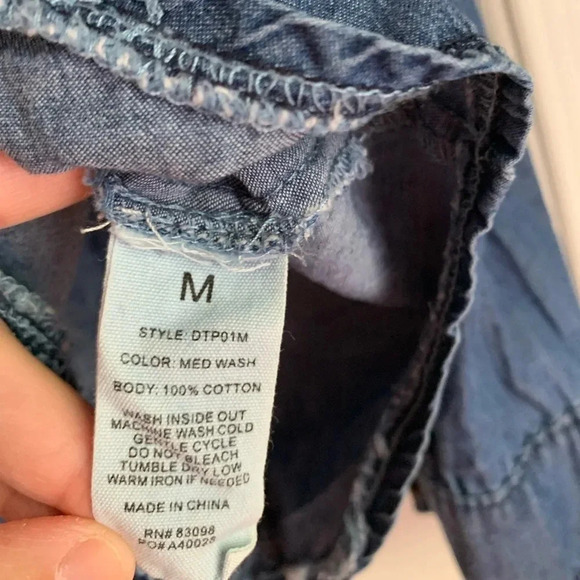 M
STYLE: DTP01M
COLOR: MED WASH
BODY: 100% COTTON
WASH INSIDE OUT
MACHINE WASH COLD
GENTLE CYCLE
DO NOT BLEACH
TUMBLE DRY LOW
WARM IRON IF NEEDED
MADE IN CHINA
RN# 83098
PO# A40028